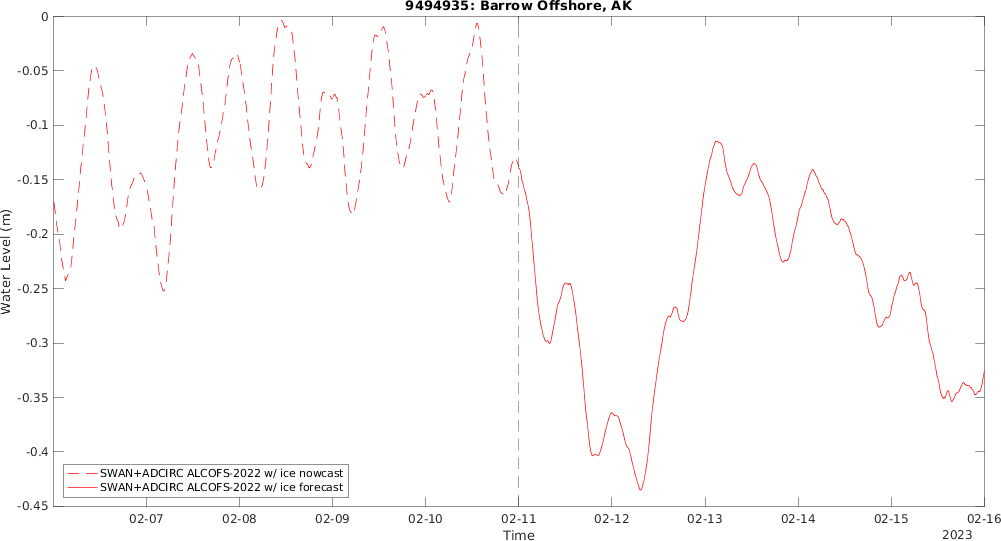 9494935: Barrow Offshore, AK
0
-0.05
-0.1
-0.15
-0.2
-0.25
-0.3
-0.35
-0.4
-0.45
Water Level (m)
SWAN+ADCIRC ALCOFS-2022 w/ ice nowcast
SWAN+ADCIRC ALCOFS-2022 w/ ice forecast
02-07 02-08 02-09 02-10 02-11 02-12 02-13 02-14 02-15 02-16
Time
2023